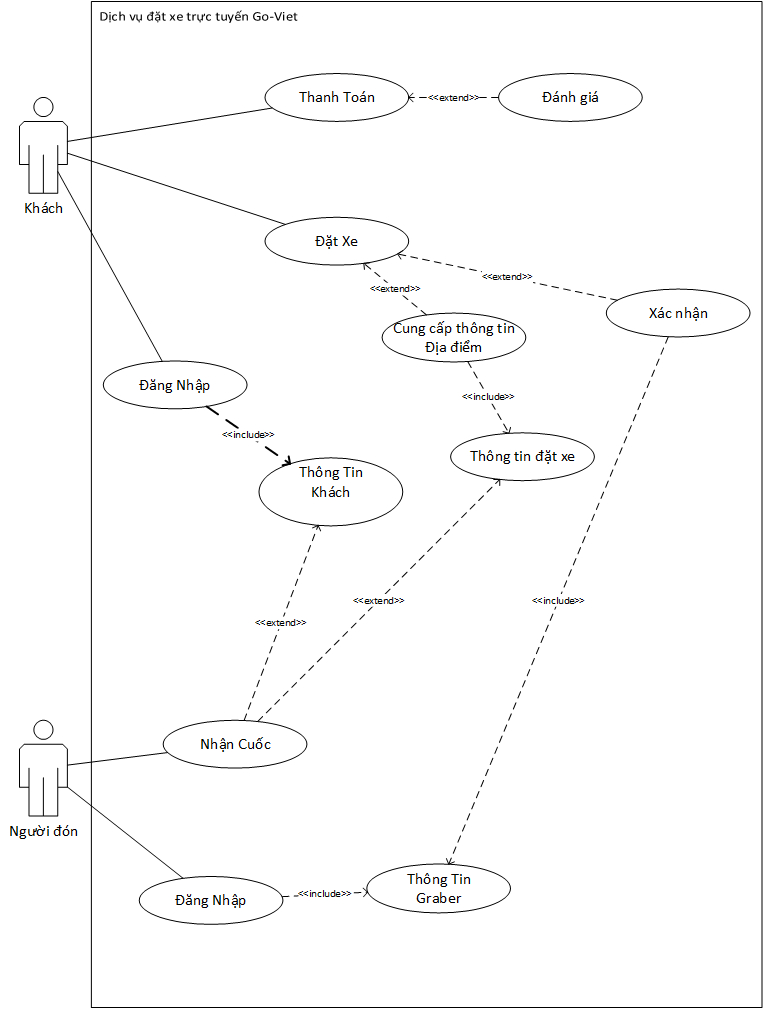 Dịch vụ đặt xe trực tuyến Go-Viet
Thanh Toán
<<extend>>
Đánh giá
Khách
Đặt Xe
<<extend>>
<<extend>>
Xác nhận
Cung cấp thông tin
Địa điểm
Đăng Nhập
<<include>>
<<include>>
Thông tin đặt xe
Thông Tin
Khách
<<extend>>
<<include>>
<<extend>>
Nhận Cuốc
Người đón
Thông Tin
Graber
<<include>>
Đăng Nhập